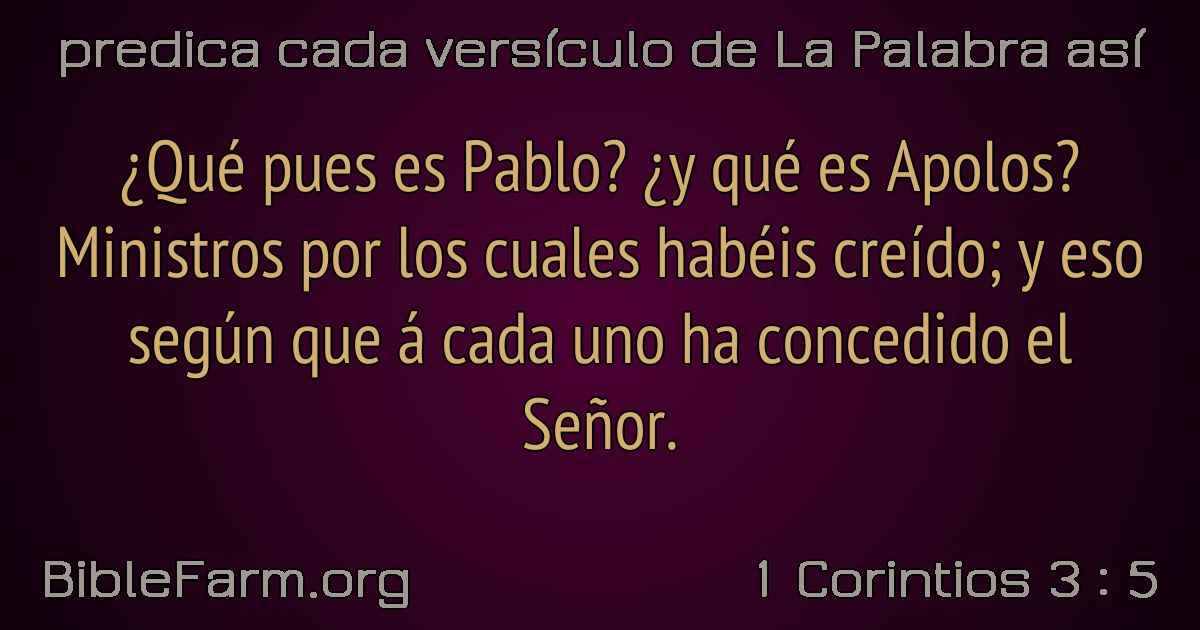 predica cada versículo de La Palabra así
¿Qué pues es Pablo? ¿y qué es Apolos?
Ministros por los cuales habéis creído; y eso
según que á cada uno ha concedido el
Señor.
BibleFarm.org
1 Corintios 3 : 5